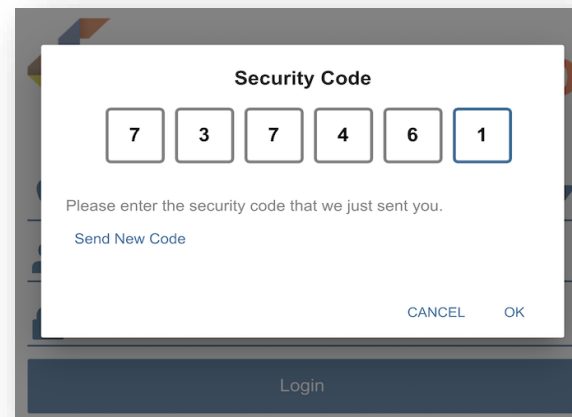 Security Code
7 3 7 4 6 1
Please enter the security code that we just sent you.
Send New Code
CANCEL OK
Login